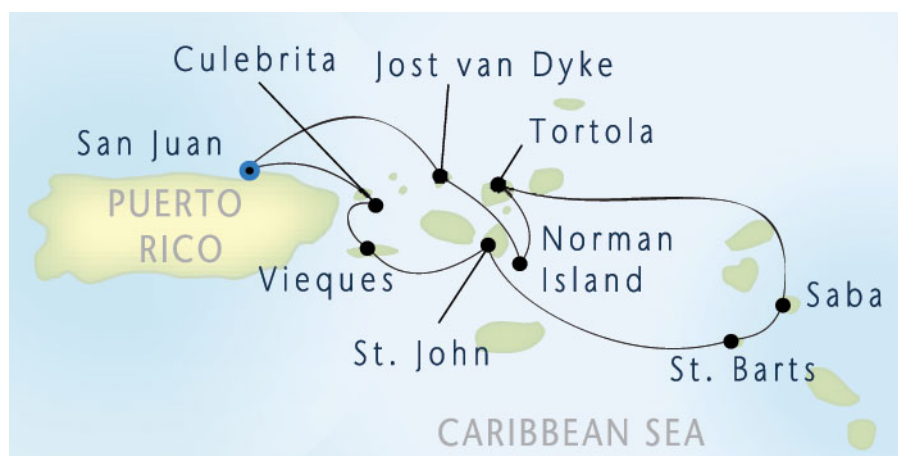 Culebrita
Jost van Dyke
San Juan
Tortola
PUERTO
RICO
Norman
Island
Vieques
Saba
St. John
St. Barts
CARIBBEAN SEA